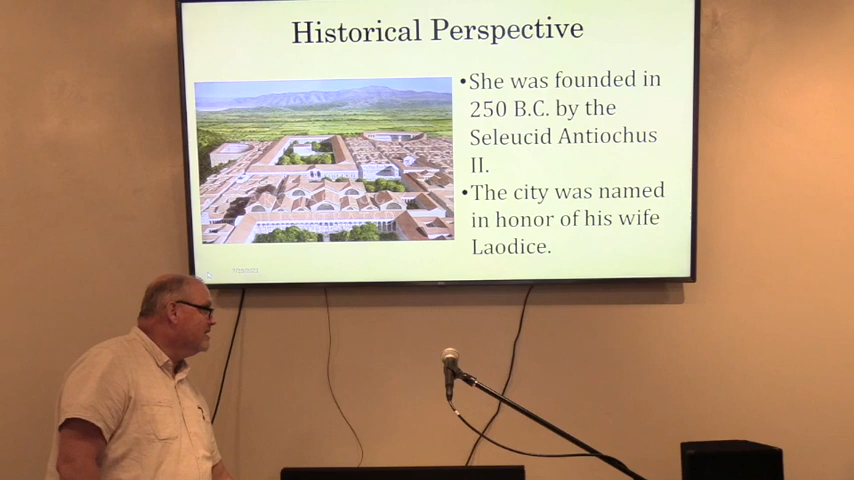 Historical Perspective
•She was founded in
250 B.C. by the
Seleucid Antiochus
II.
•The city was named
in honor of his wife
Laodice.